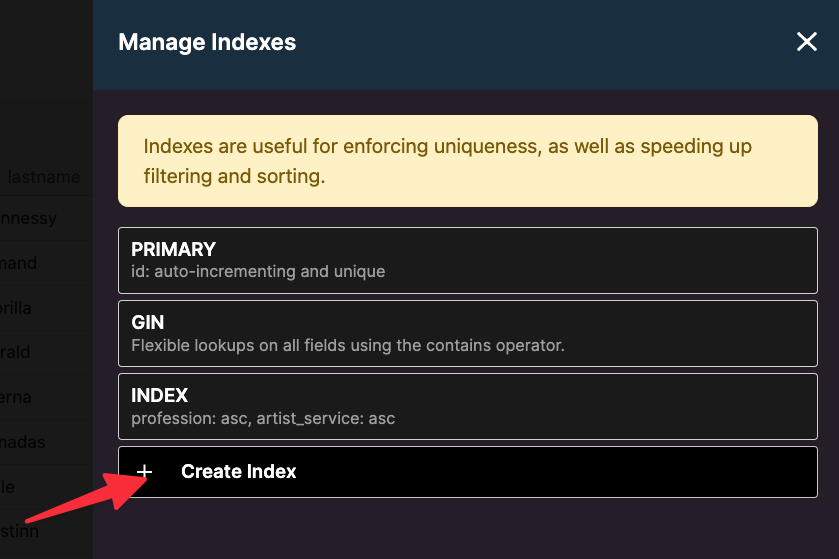 Manage Indexes
Indexes are useful for enforcing uniqueness, as well as speeding up
filtering and sorting.
lastname
nnessy
mand
orilla
rald
erna
madas
le
stinn
PRIMARY
id: auto-incrementing and unique
GIN
Flexible lookups on all fields using the contains operator.
INDEX
profession: asc, artist_service: asc
+ Create Index